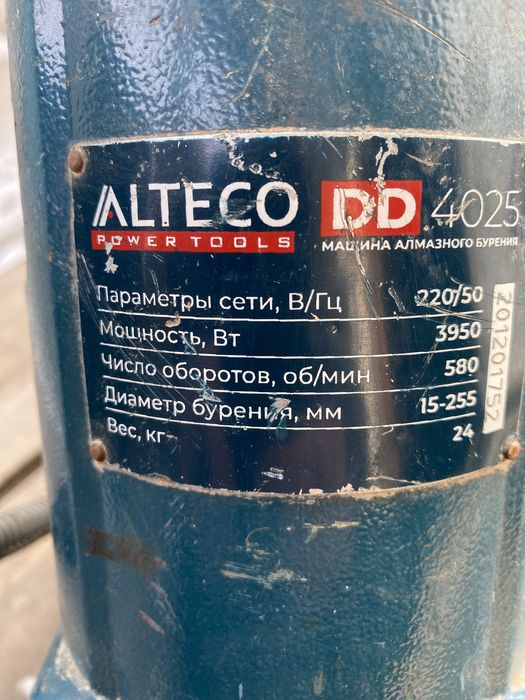 ALTECO DD 4025
POWER TOOLS МАШИНА АЛМАЗНОГО БУРЕНИЯ
Параметры сети, В/Гц 220/50
Мощность, Вт 3950
Число оборотов, об/мин 580
Диаметр бурения, мм 15-255
Вес, кг 24
201201752